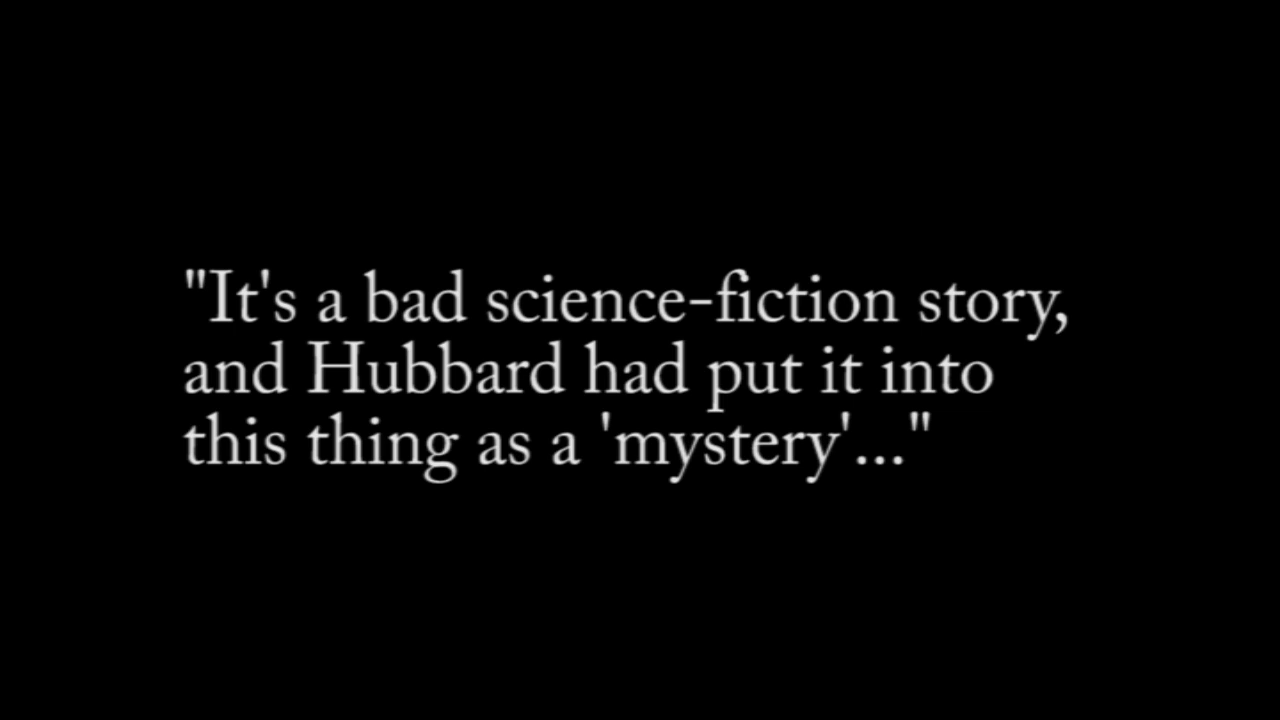 "It's a bad science-fiction story,
and Hubbard had put it into
this thing as a 'mystery'..."